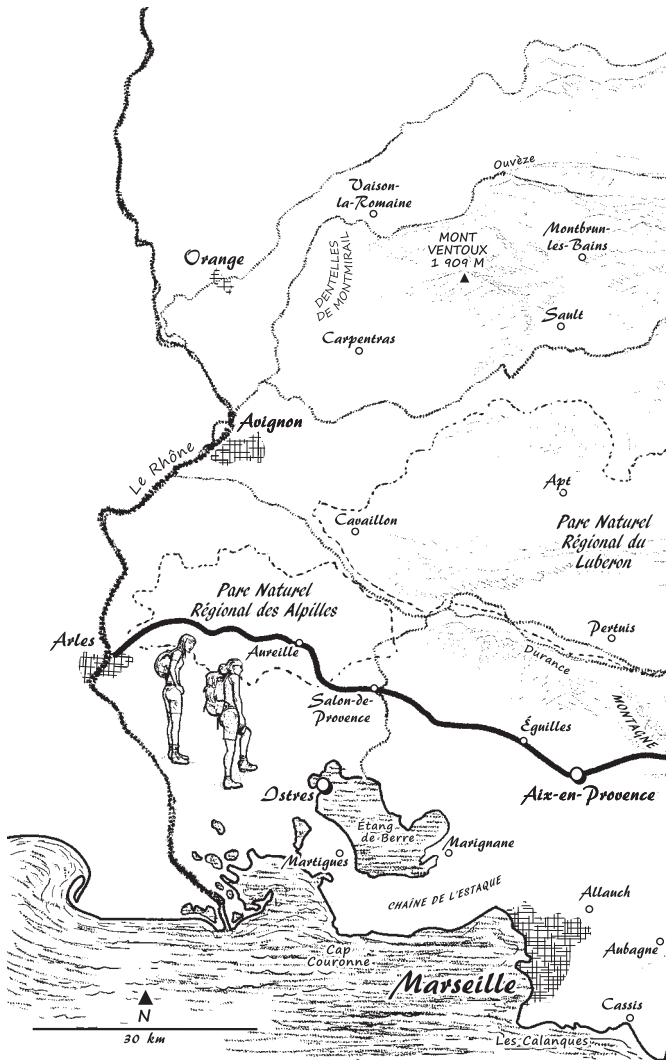 Ouvèze
Vaison-
la-Romaine
Montbrun-
les-Bains
MONT
VENTOUX
1 909 M
Orange
DENTELLES
DE MONTMIRAIL
Sault
Carpentras
Avignon
Le Rhône
Apt
Cavaillon
Parc Naturel
Régional du
Luberon
Parc Naturel
Régional des Alpilles
Arles
Aureille
Pertuis
Durance
Salon-de-
Provence
MONTAGNE
Éguilles
Istres
Aix-en-Provence
Étang
de Berre
Marignane
Martigues
CHAÎNE DE L'ESTAQUE
Allauch
Aubagne
Cap
Couronne
Marseille
Cassis
N
30 km
Les Calanques